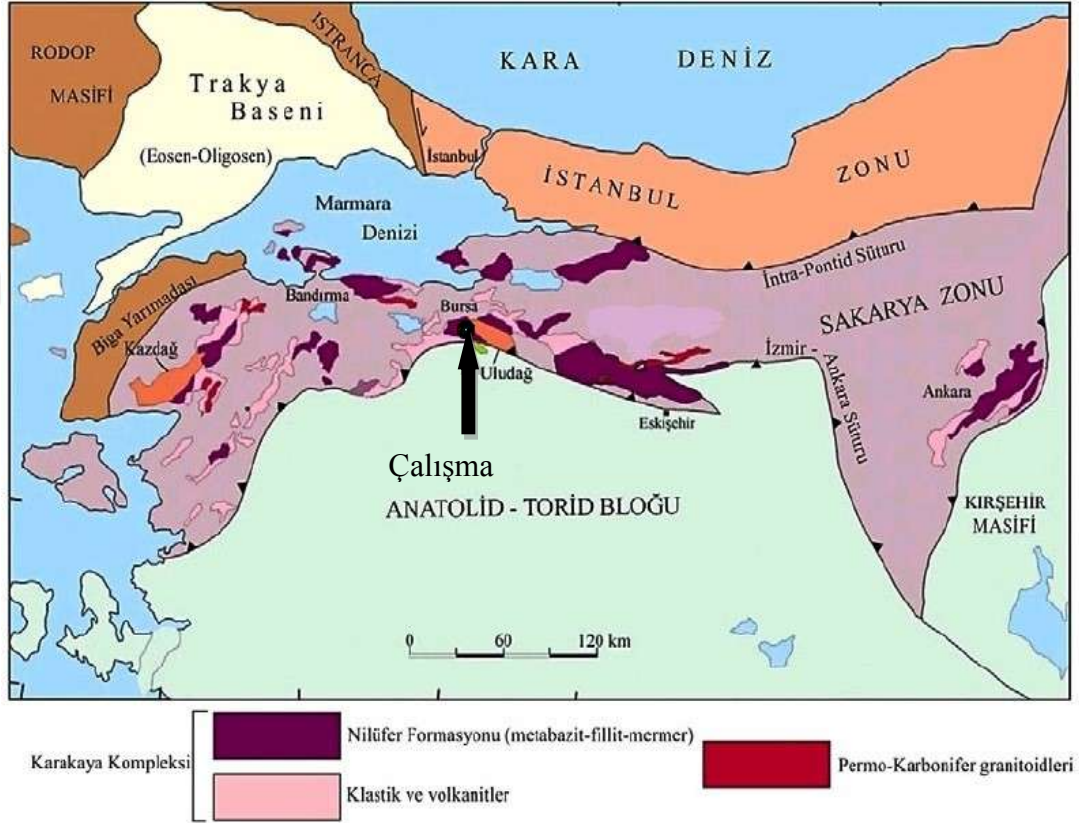 RODOP
MASİFİ
ISTRANCA
KARA DENİZ
Trakya
Baseni
(Eosen-Oligosen)
İstanbul
İSTANBUL ZONU
Marmara
Denizi
İntra-Pontid Süturu
SAKARYA ZONU
Biga Yarımadası
Kazdağ
Bandırma
Bursa
Uludağ
Eskişehir
İzmir - Ankara Süturu
Ankara
Çalışma
ANATOLİD - TORİD BLOĞU
KIRŞEHİR
MASİFİ
0 60 120 km
Karakaya Kompleksi
Nilüfer Formasyonu (metabazit-fillit-mermer)
Klastik ve volkanitler
Permo-Karbonifer granitoidleri